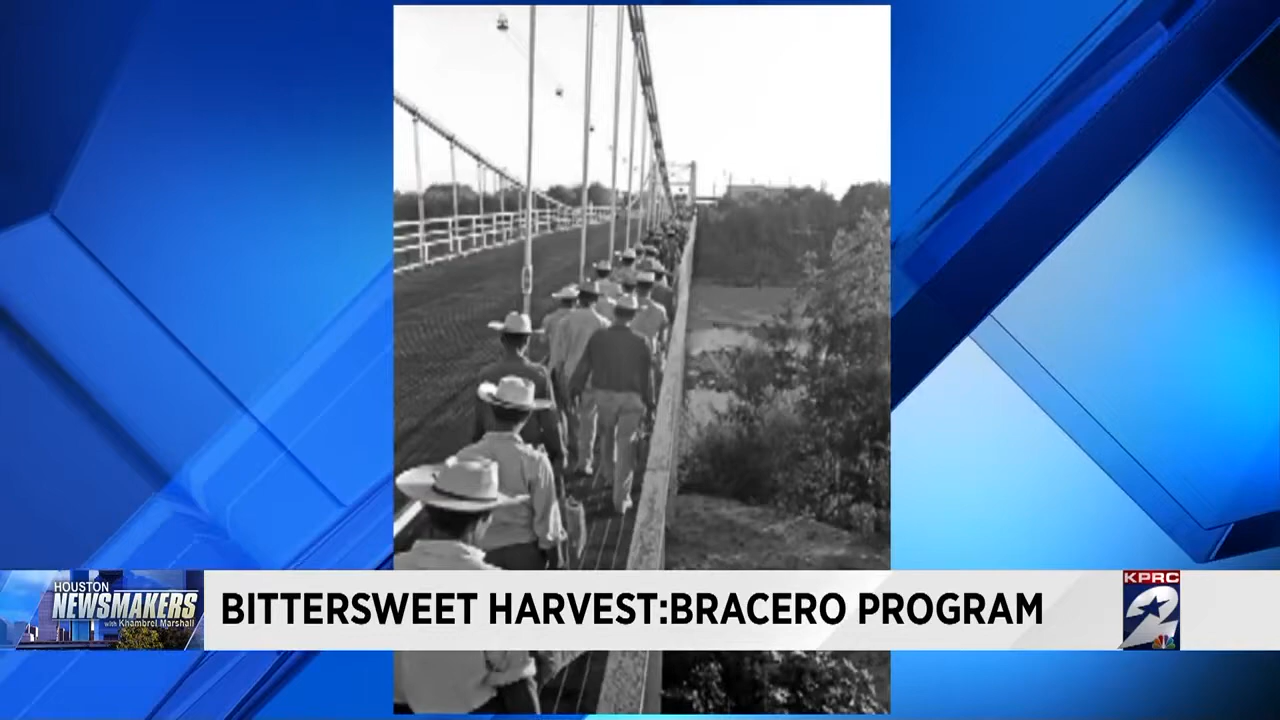 HOUSTON
NEWSMAKERS
with Khambrel Marshall
BITTERSWEET HARVEST:BRACERO PROGRAM
KPRC
2